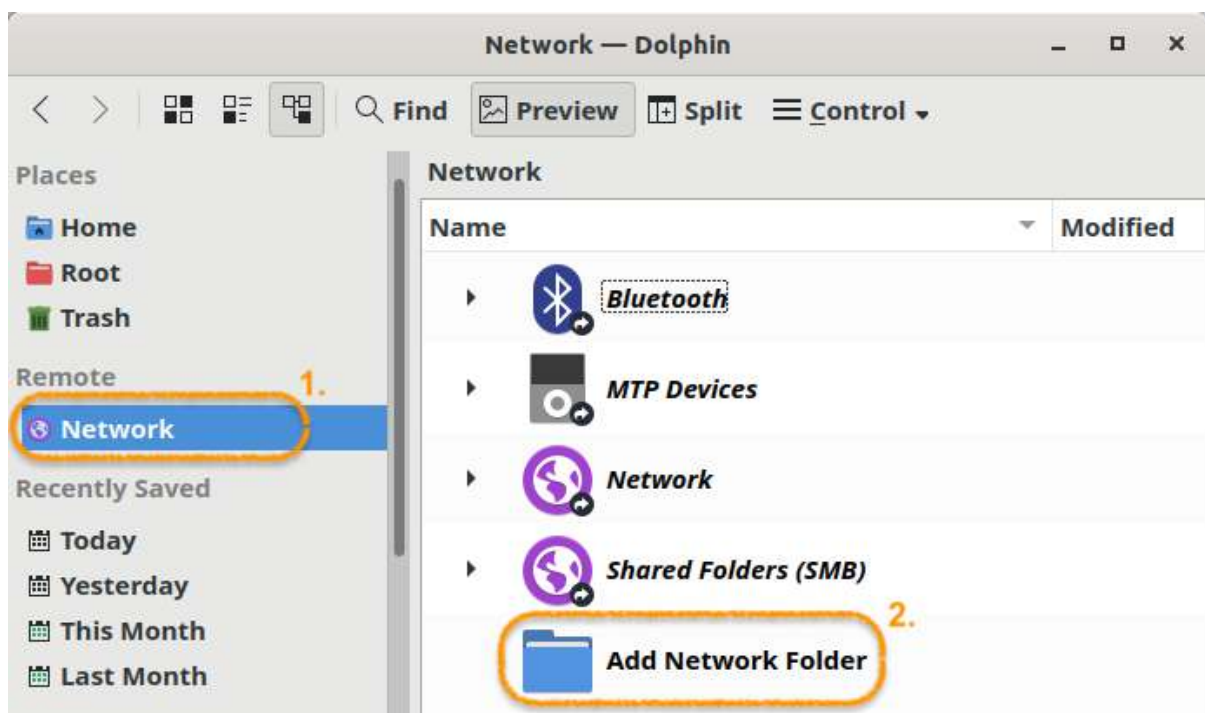 Network — Dolphin
Find Preview Split Control
Places
Home
Root
Trash
Remote
1.
Network
Recently Saved
Today
Yesterday
This Month
Last Month
Network
Name Modified
Bluetooth
MTP Devices
Network
Shared Folders (SMB)
2.
Add Network Folder